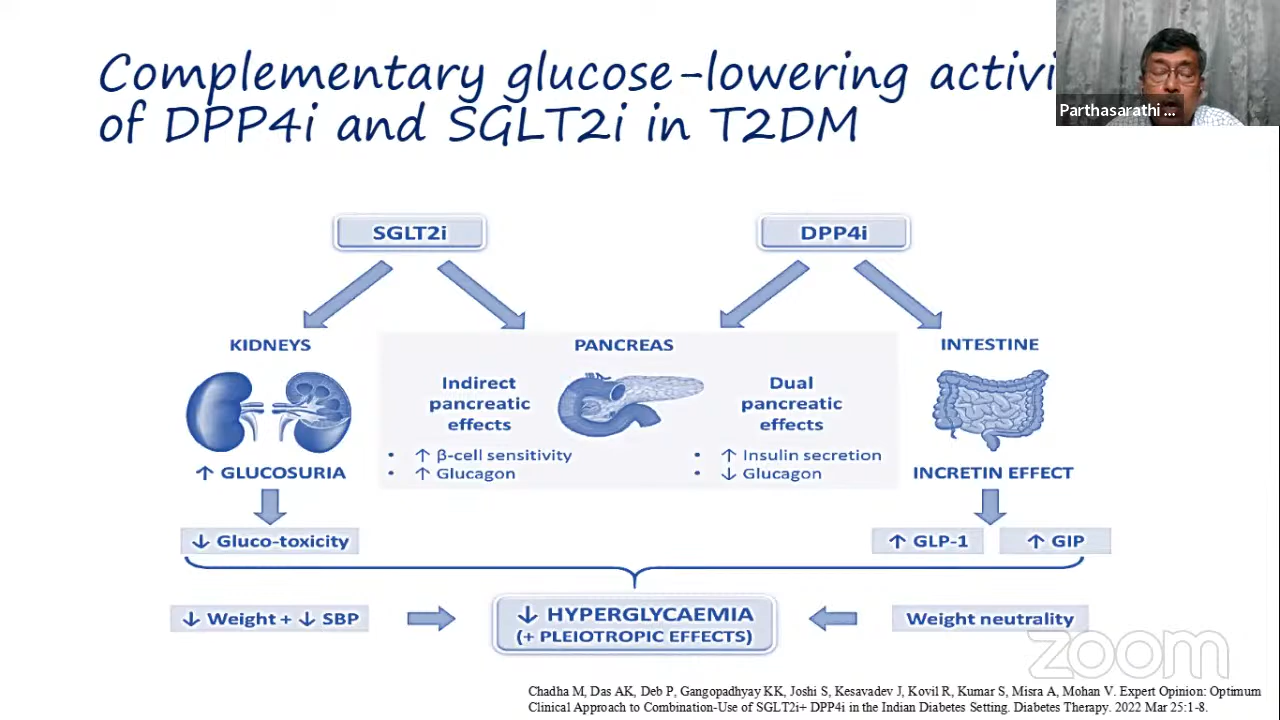 Complementary glucose-lowering activi
of DPP4i and SGLT2i in T2DM
Parthasarathi ...
SGLT2i
DPP4i
KIDNEYS
PANCREAS
INTESTINE
Indirect
pancreatic
effects
Dual
pancreatic
effects
• ↑ β-cell sensitivity
• ↑ Glucagon
• ↑ Insulin secretion
• ↓ Glucagon
↑ GLUCOSURIA
INCRETIN EFFECT
↓ Gluco-toxicity
↑ GLP-1
↑ GIP
↓ Weight + ↓ SBP
↓ HYPERGLYCAEMIA
(+ PLEIOTROPIC EFFECTS)
Weight neutrality
zoom
Chadha M, Das AK, Deb P, Gangopadhyay KK, Joshi S, Kesavadev J, Kovil R, Kumar S, Misra A, Mohan V. Expert Opinion: Optimum
Clinical Approach to Combination-Use of SGLT2i+ DPP4i in the Indian Diabetes Setting. Diabetes Therapy. 2022 Mar 25:1-8.